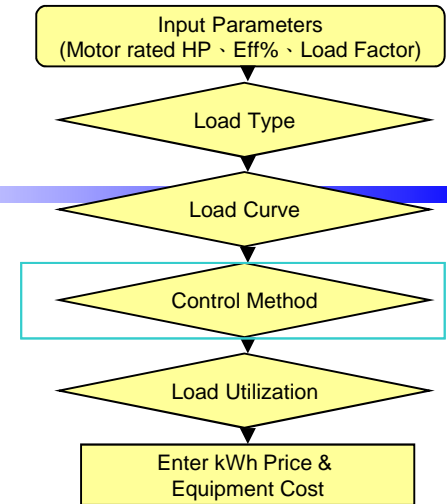 Input Parameters
(Motor rated HP、Eff%、Load Factor)
Load Type
Load Curve
Control Method
Load Utilization
Enter kWh Price &
Equipment Cost